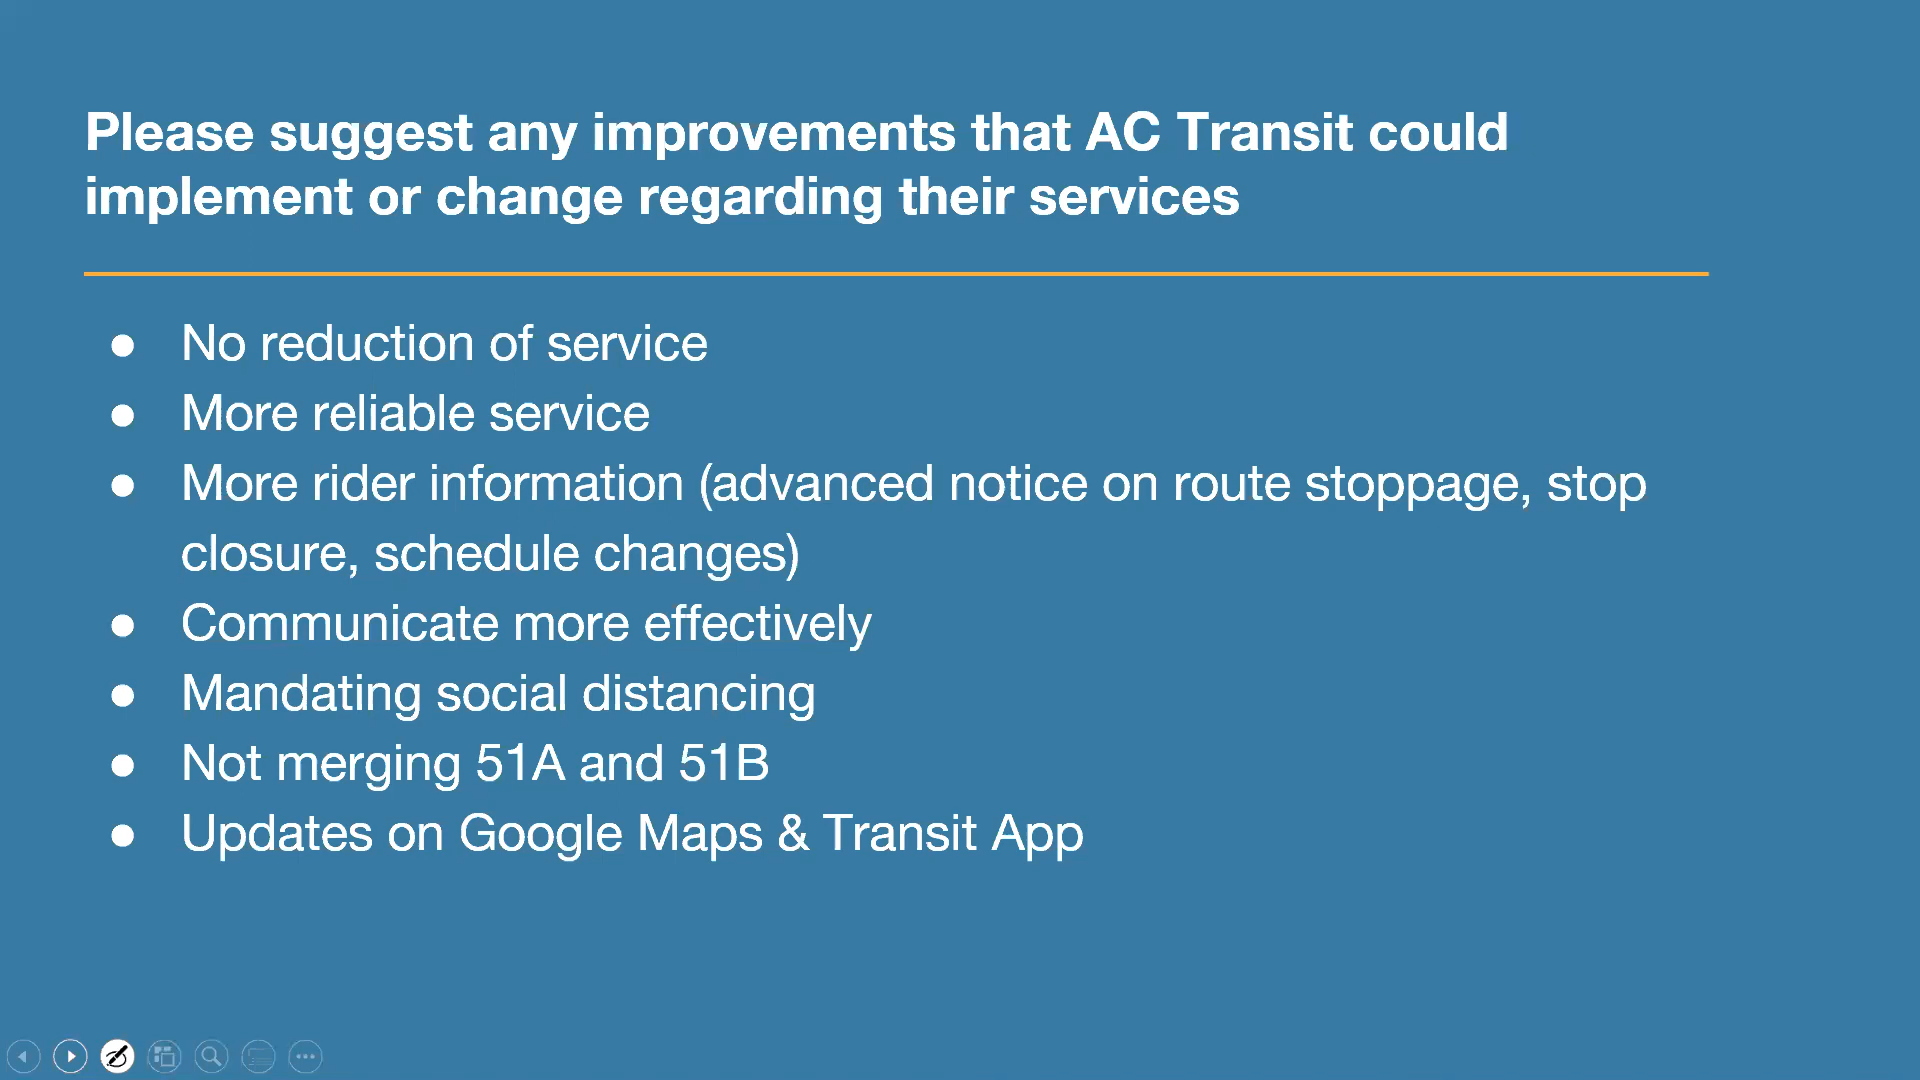 Please suggest any improvements that AC Transit could
implement or change regarding their services
● No reduction of service
● More reliable service
● More rider information (advanced notice on route stoppage, stop
closure, schedule changes)
● Communicate more effectively
● Mandating social distancing
● Not merging 51A and 51B
● Updates on Google Maps & Transit App